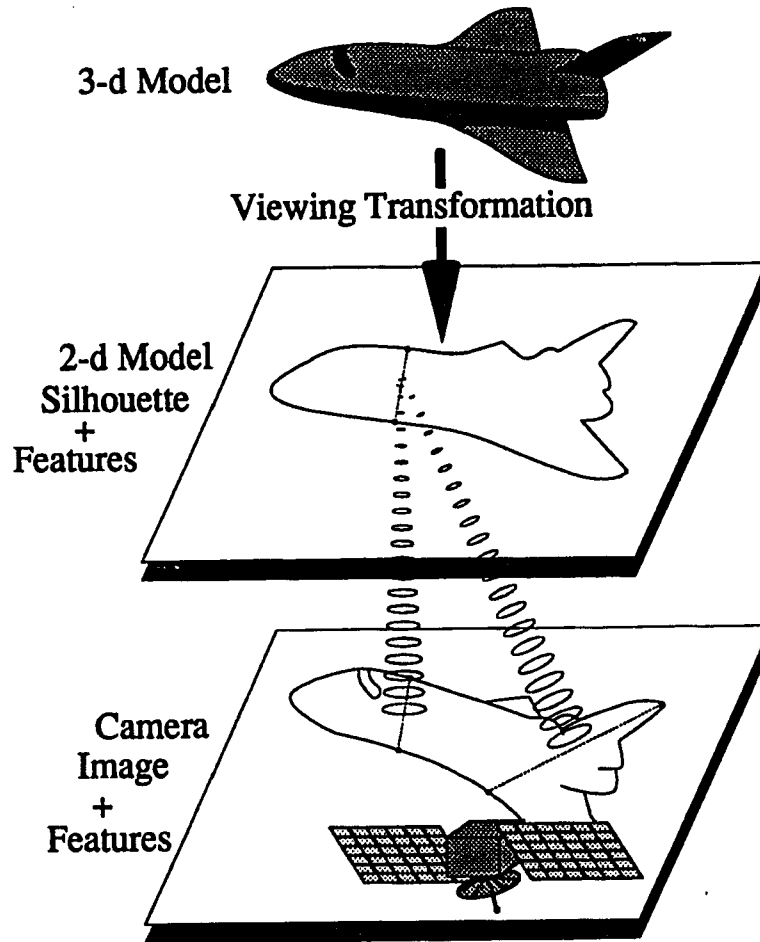 3-d Model
Viewing Transformation
2-d Model
Silhouette
+
Features
Camera
Image
+
Features